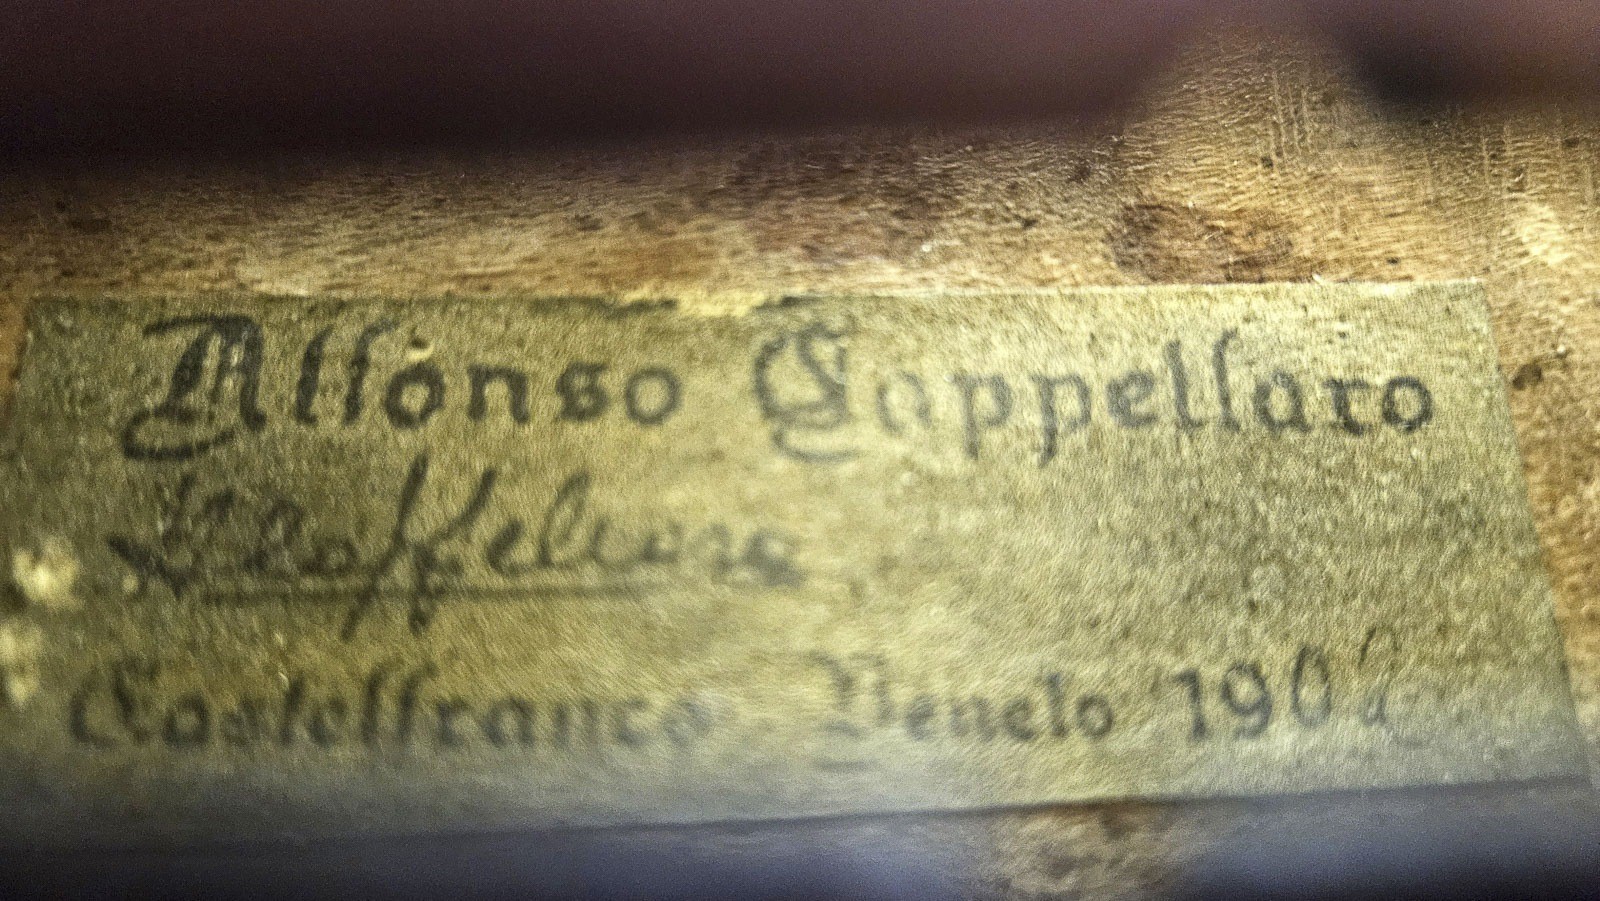 Alfonso Cappellaro
Castelfranco Veneto 190